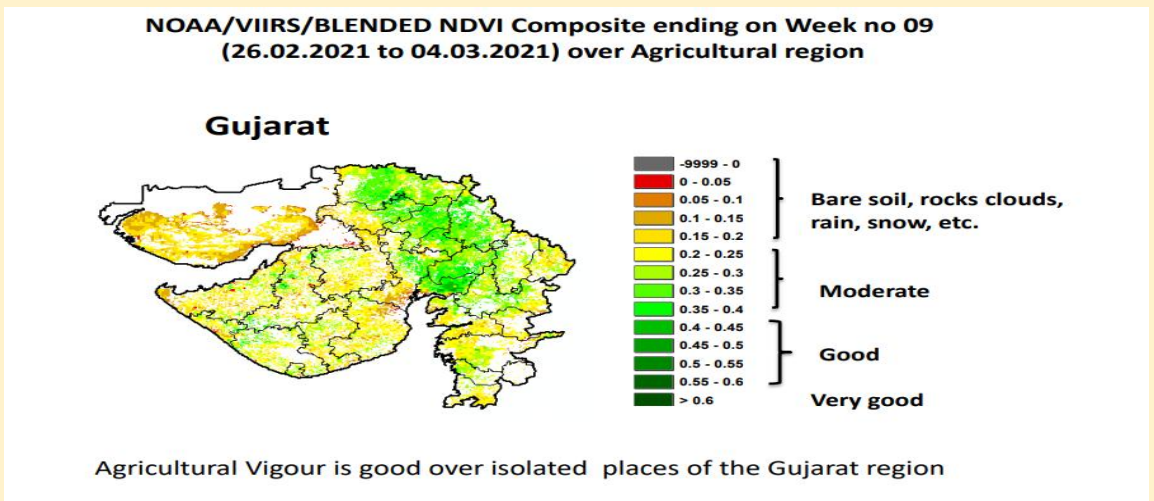 NOAA/VIIRS/BLENDED NDVI Composite ending on Week no 09
(26.02.2021 to 04.03.2021) over Agricultural region
Gujarat
-9999 - 0
0 - 0.05
0.05 - 0.1
0.1 - 0.15
0.15 - 0.2
0.2 - 0.25
0.25 - 0.3
0.3 - 0.35
0.35 - 0.4
0.4 - 0.45
0.45 - 0.5
0.5 - 0.55
0.55 - 0.6
> 0.6
Bare soil, rocks clouds,
rain, snow, etc.
Moderate
Good
Very good
Agricultural Vigour is good over isolated places of the Gujarat region